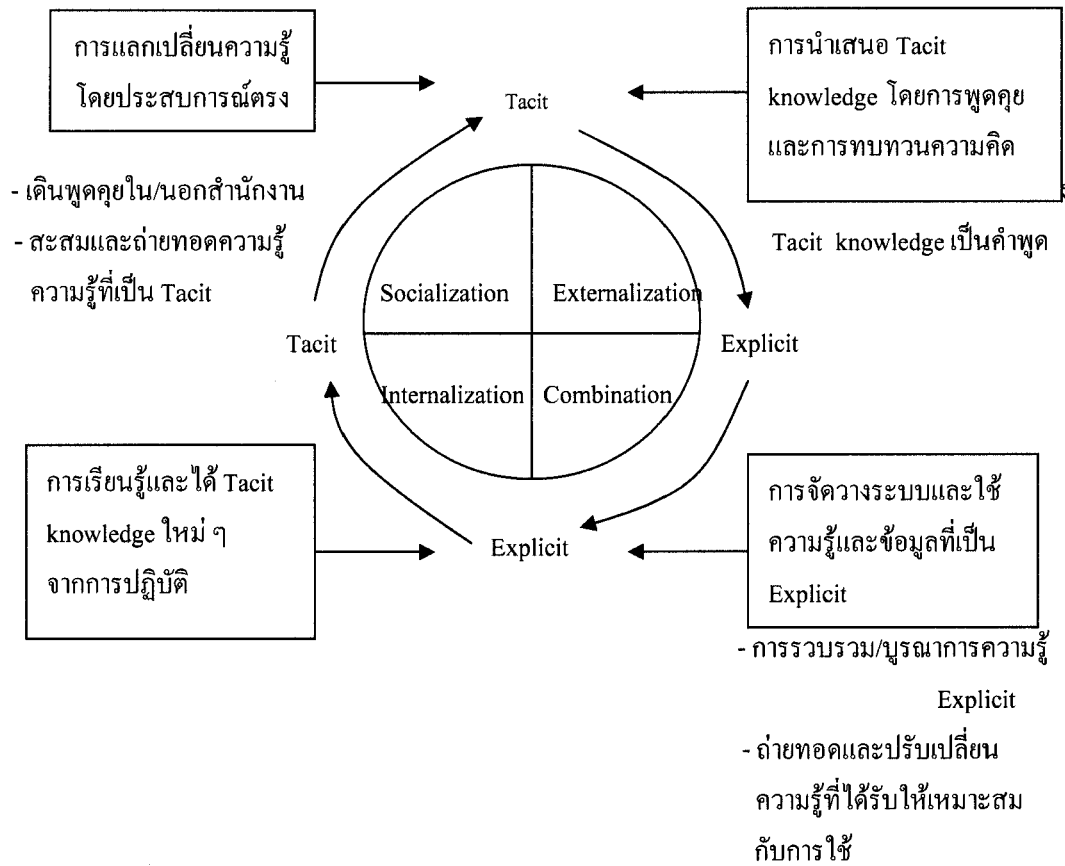 การแลกเปลี่ยนความรู้
โดยประสบการณ์ตรง
การนำเสนอ Tacit
knowledge โดยการพูดคุย
และการทบทวนความคิด
Tacit
- เดินพูดคุยใน/นอกสำนักงาน
- สะสมและถ่ายทอดความรู้
ความรู้ที่เป็น Tacit
Tacit knowledge เป็นคำพูด
Socialization
Externalization
Tacit
Explicit
Internalization
Combination
การเรียนรู้และได้ Tacit
knowledge ใหม่ ๆ
จากการปฏิบัติ
Explicit
การจัดวางระบบและใช้
ความรู้และข้อมูลที่เป็น
Explicit
- การรวบรวม/บูรณาการความรู้
Explicit
- ถ่ายทอดและปรับเปลี่ยน
ความรู้ที่ได้รับให้เหมาะสม
กับการใช้